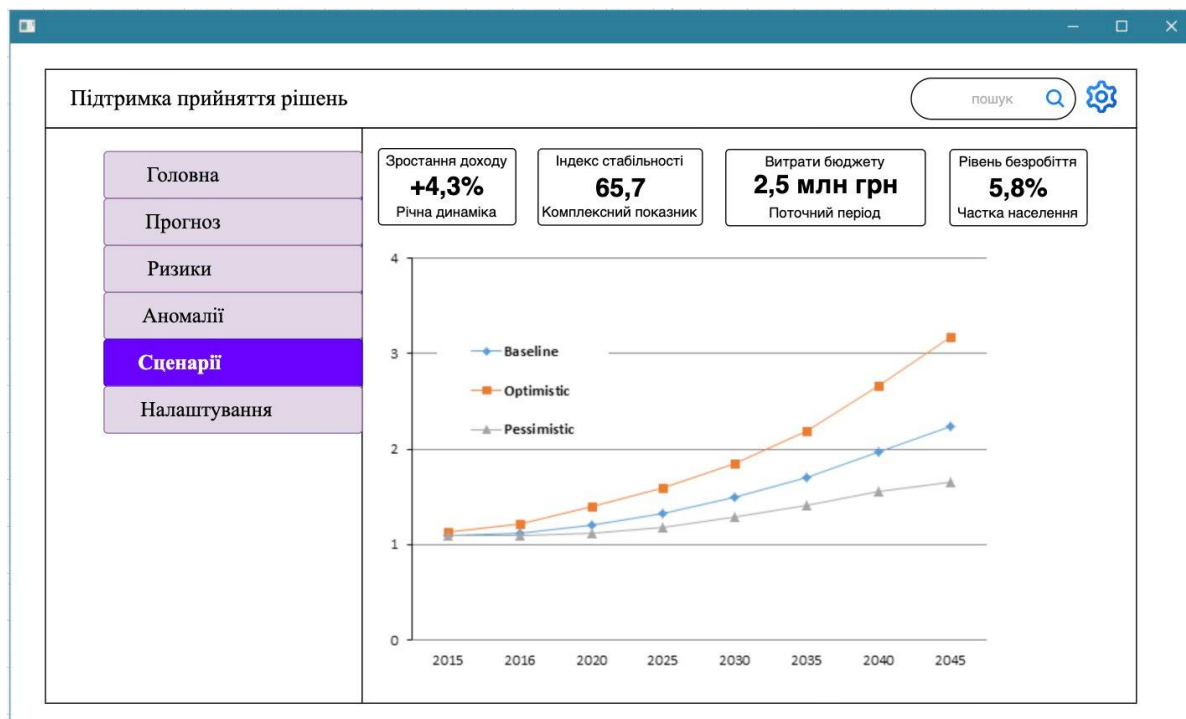 Підтримка прийняття рішень
пошук
Головна
Прогноз
Ризики
Аномалії
Сценарії
Налаштування
Зростання доходу
+4,3%
Річна динаміка
Індекс стабільності
65,7
Комплексний показник
Витрати бюджету
2,5 млн грн
Поточний період
Рівень безробіття
5,8%
Частка населення
4
3
2
1
0
Baseline
Optimistic
Pessimistic
2015 2016 2020 2025 2030 2035 2040 2045